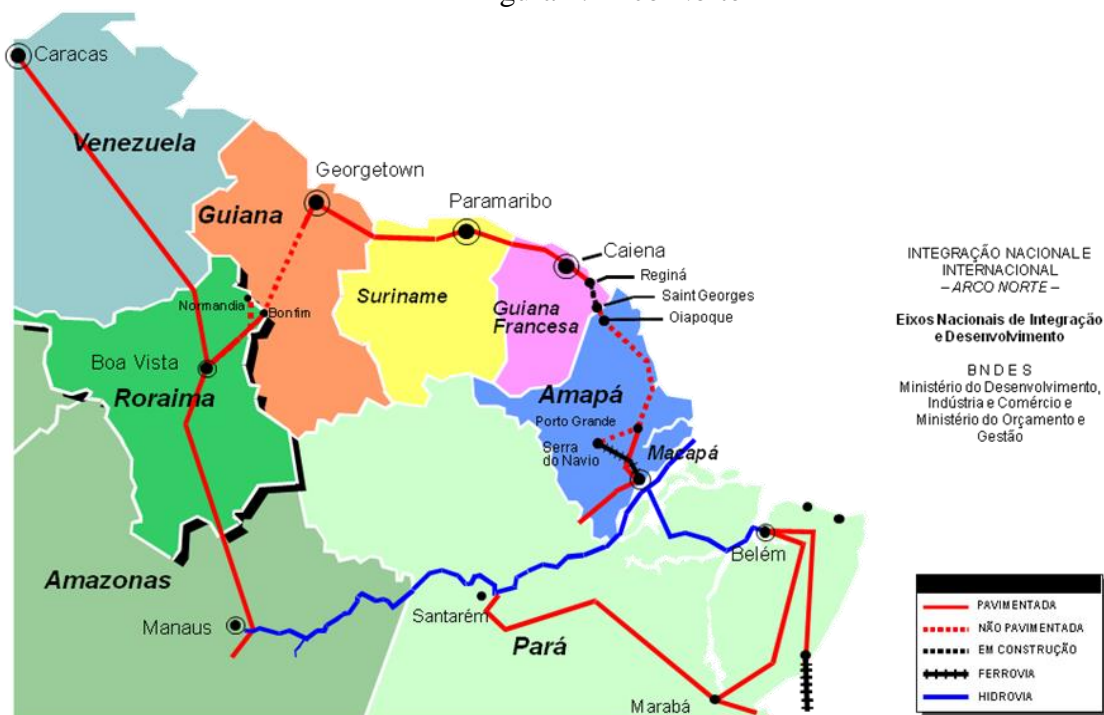 Caracas
Venezuela
Georgetown
Paramaribo
Guiana
Caiena
Reginá
Suriname
Saint Georges
Normandia
Bonfim
Guiana
Francesa
Oiapoque
Boa Vista
Roraima
Amapá
Porto Grande
Serra
do Navio
Macapá
Belém
Amazonas
Santarém
Manaus
Pará
Marabá
INTEGRAÇÃO NACIONAL E
INTERNACIONAL
– ARCO NORTE –
Eixos Nacionais de Integração
e Desenvolvimento
B N D E S
Ministério do Desenvolvimento,
Indústria e Comércio e
Ministério do Orçamento e
Gestão
PAVIMENTADA
NÃO PAVIMENTADA
EM CONSTRUÇÃO
FERROVIA
HIDROVIA